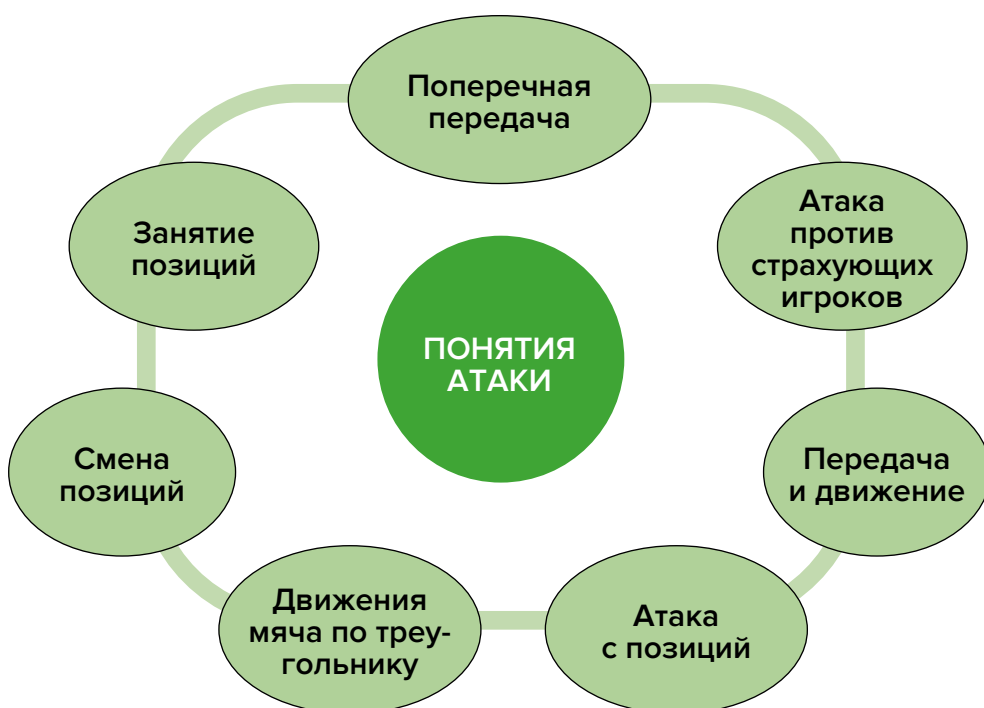 Поперечная
передача
Атака
против
страхующих
игроков
Занятие
позиций
ПОНЯТИЯ
АТАКИ
Смена
позиций
Передача
и движение
Движения
мяча по треу-
гольнику
Атака
с позиций